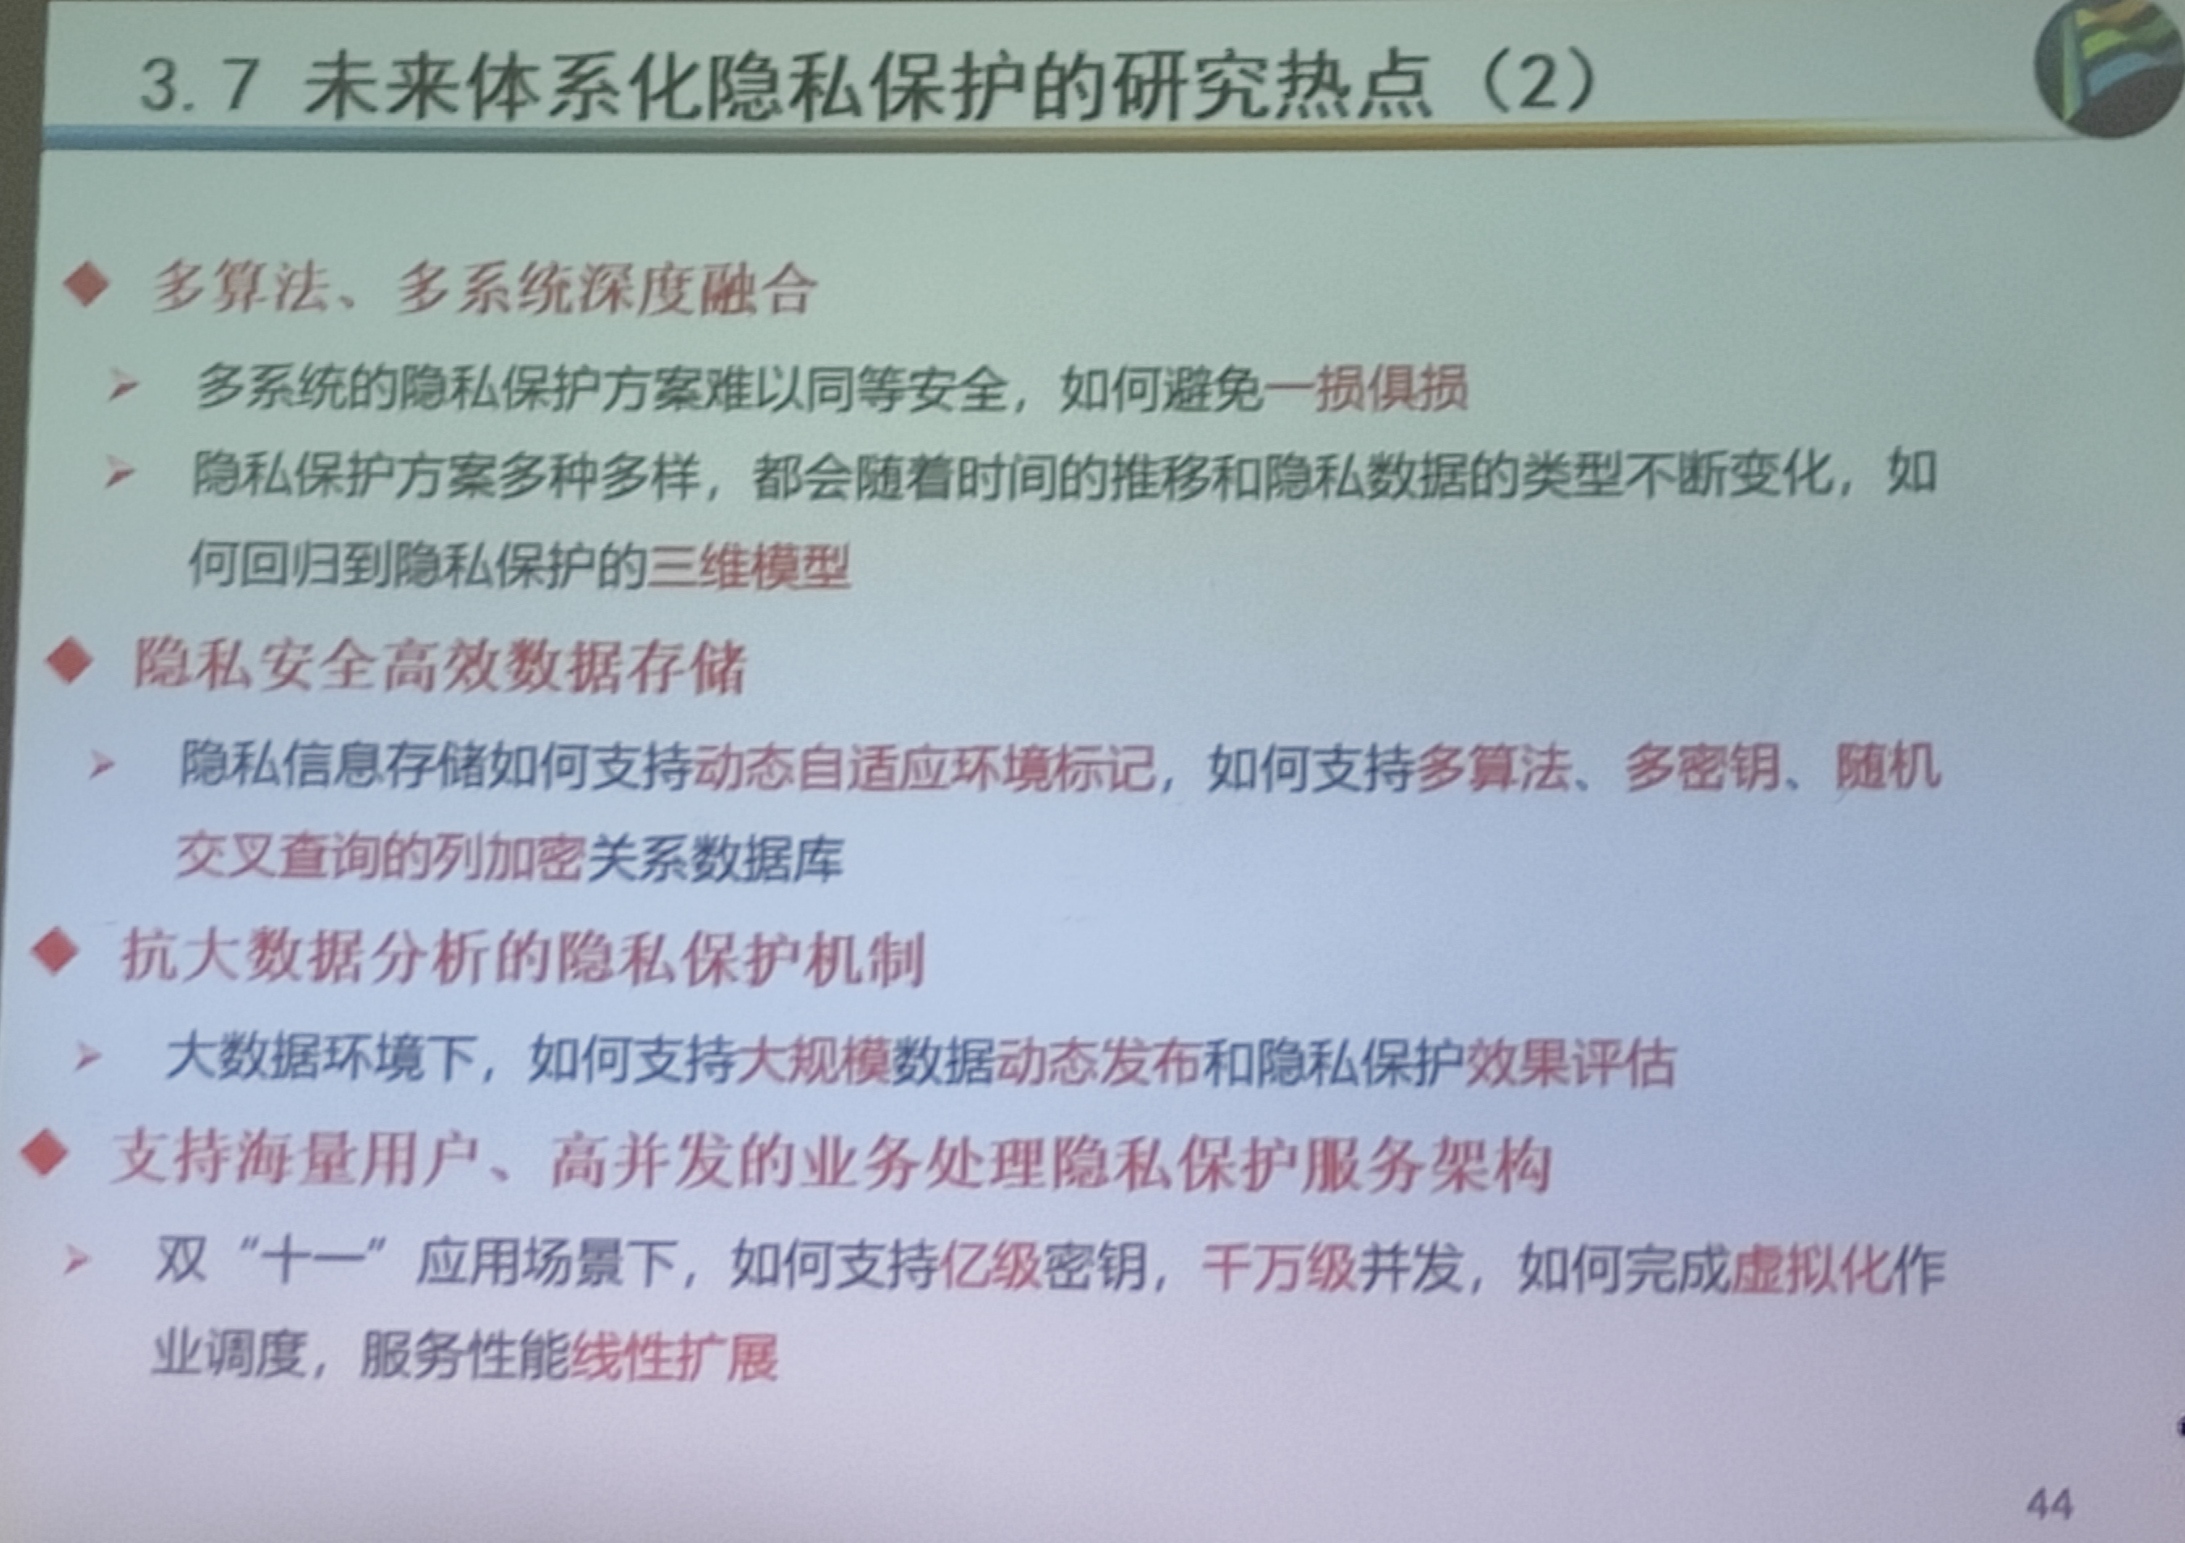 3.7 未来体系化隐私保护的研究热点（2）
多算法、多系统深度融合
多系统的隐私保护方案难以同等安全，如何避免一损俱损
隐私保护方案多种多样，都会随着时间的推移和隐私数据的类型不断变化，如
何回归到隐私保护的三维模型
隐私安全高效数据存储
隐私信息存储如何支持动态自适应环境标记，如何支持多算法、多密钥、随机
交叉查询的列加密关系数据库
抗大数据分析的隐私保护机制
大数据环境下，如何支持大规模数据动态发布和隐私保护效果评估
支持海量用户、高并发的业务处理隐私保护服务架构
双“十一”应用场景下，如何支持亿级密钥，千万级并发，如何完成虚拟化作
业调度，服务性能线性扩展
44